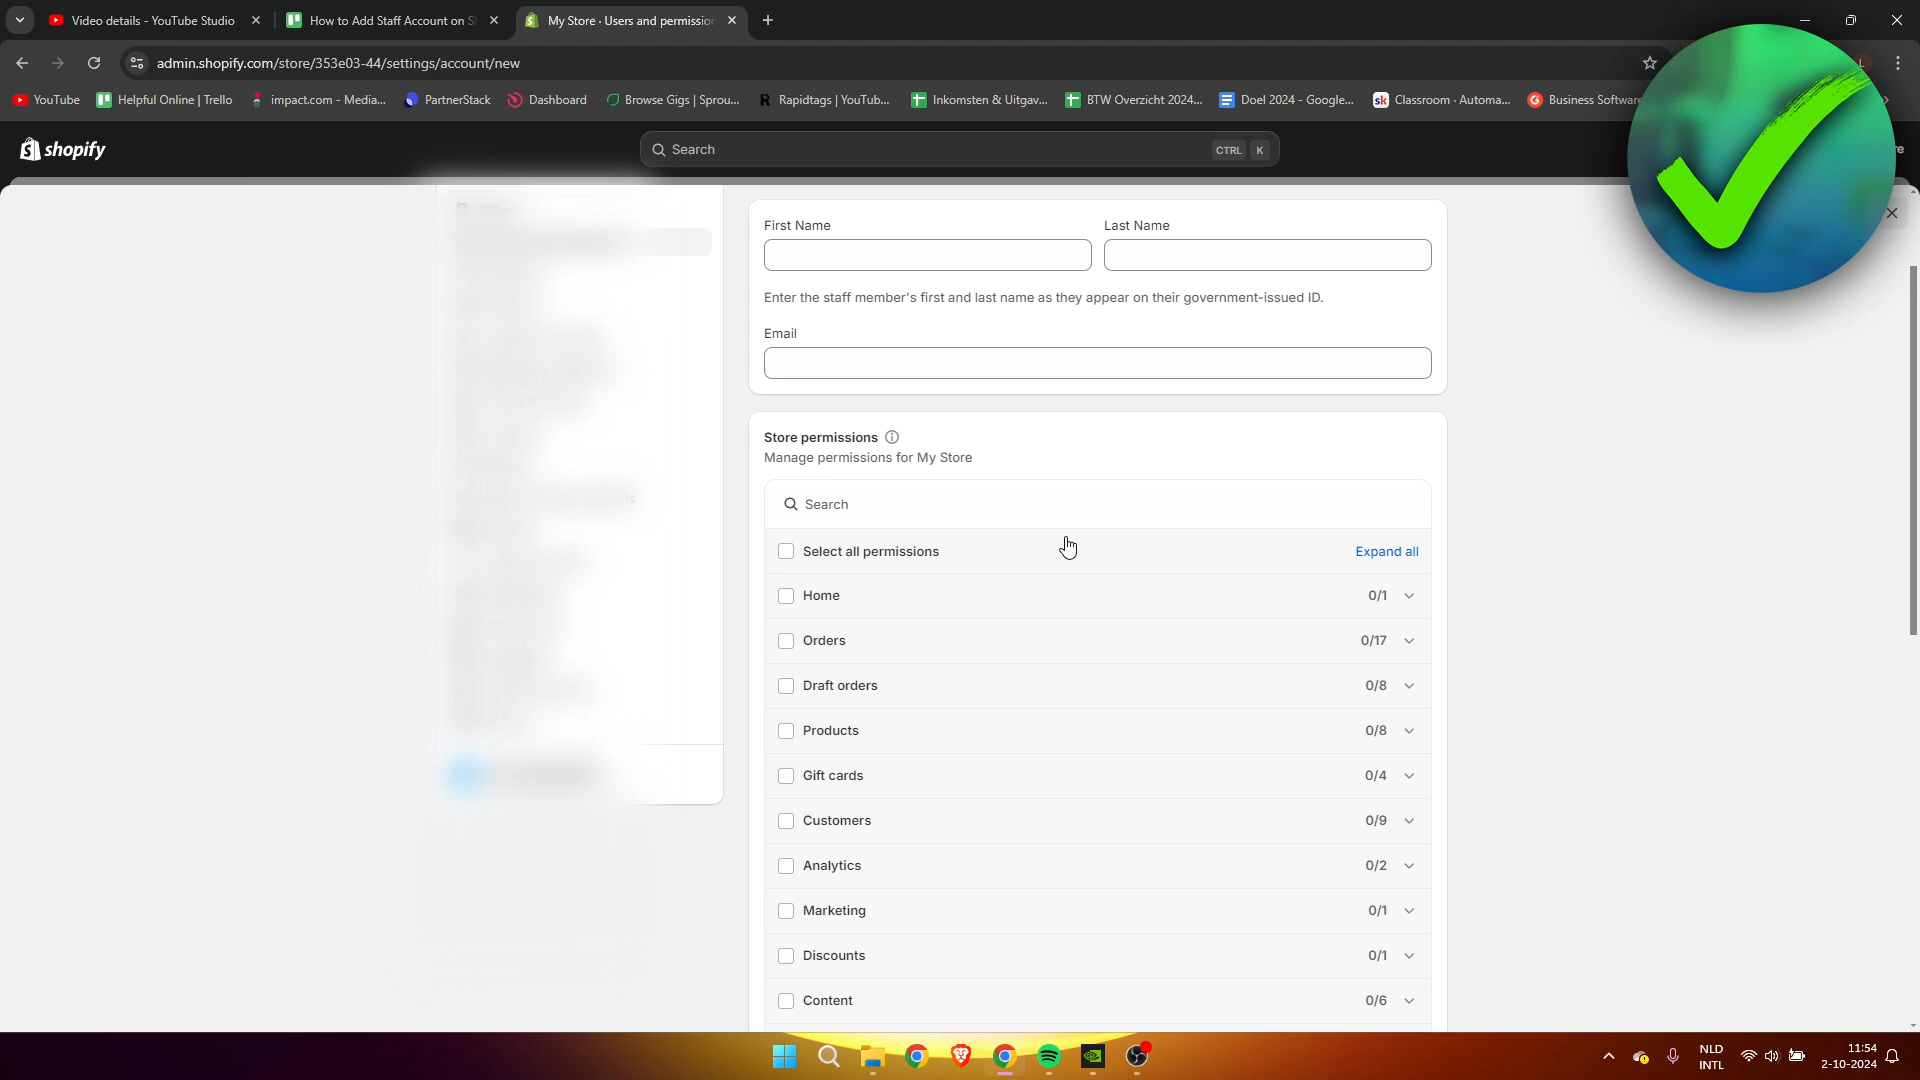 Video details - YouTube Studio
How to Add Staff Account on S
My Store · Users and permission
admin.shopify.com/store/353e03-44/settings/account/new
YouTube
Helpful Online | Trello
impact.com - Media...
PartnerStack
Dashboard
Browse Gigs | Sprou...
Rapidtags | YouTub...
Inkomsten & Uitgav...
BTW Overzicht 2024...
Doel 2024 - Google...
Classroom · Automa...
Business Software
shopify
Search
CTRL K
First Name
Last Name
Enter the staff member's first and last name as they appear on their government-issued ID.
Email
Store permissions
Manage permissions for My Store
Search
Select all permissions
Expand all
Home 0/1
Orders 0/17
Draft orders 0/8
Products 0/8
Gift cards 0/4
Customers 0/9
Analytics 0/2
Marketing 0/1
Discounts 0/1
Content 0/6
NLD
INTL
11:54
2-10-2024